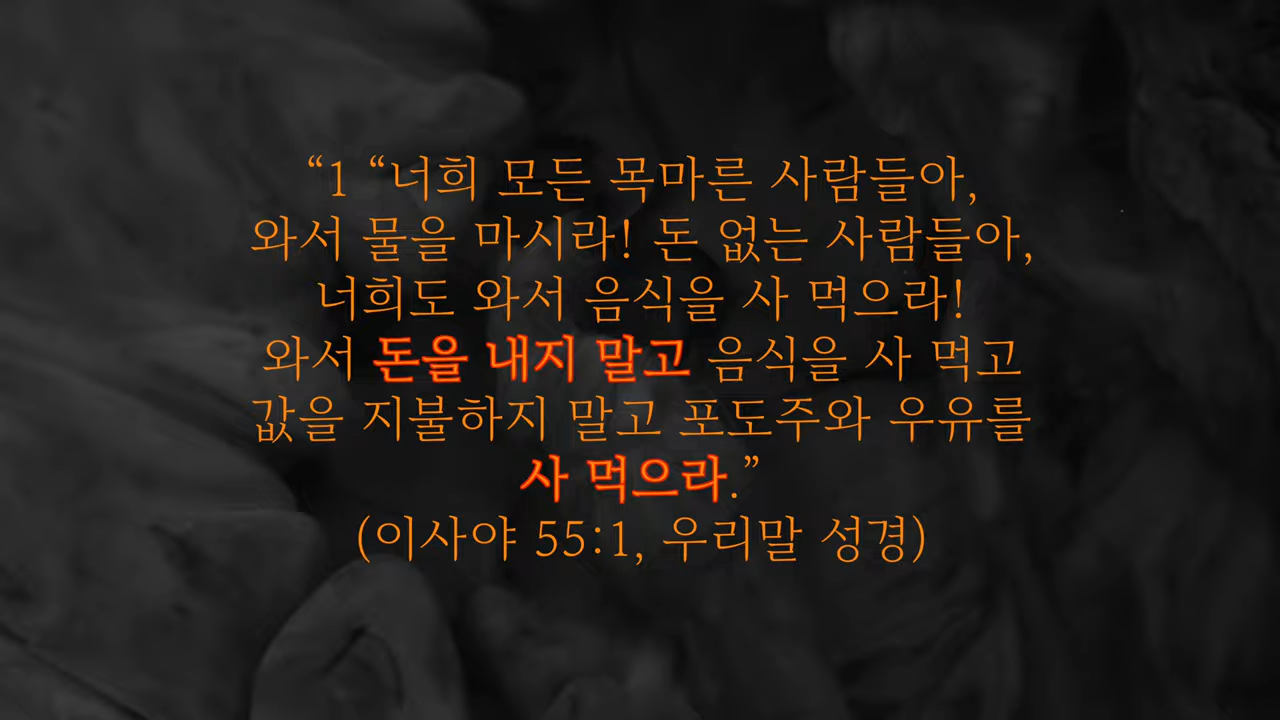 “1 “너희 모든 목마른 사람들아,
와서 물을 마시라! 돈 없는 사람들아,
너희도 와서 음식을 사 먹으라!
와서 돈을 내지 말고 음식을 사 먹고
값을 지불하지 말고 포도주와 우유를
사 먹으라.”
(이사야 55:1, 우리말 성경)